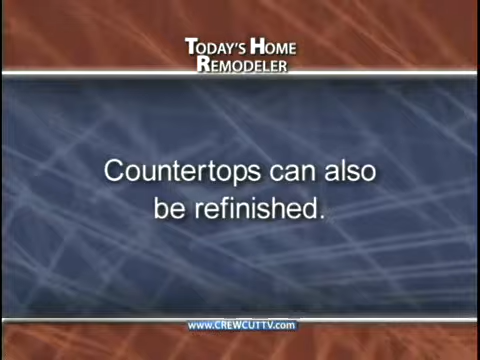 Today's Home
Remodeler
Countertops can also
be refinished.
www.CREWCUTTV.com